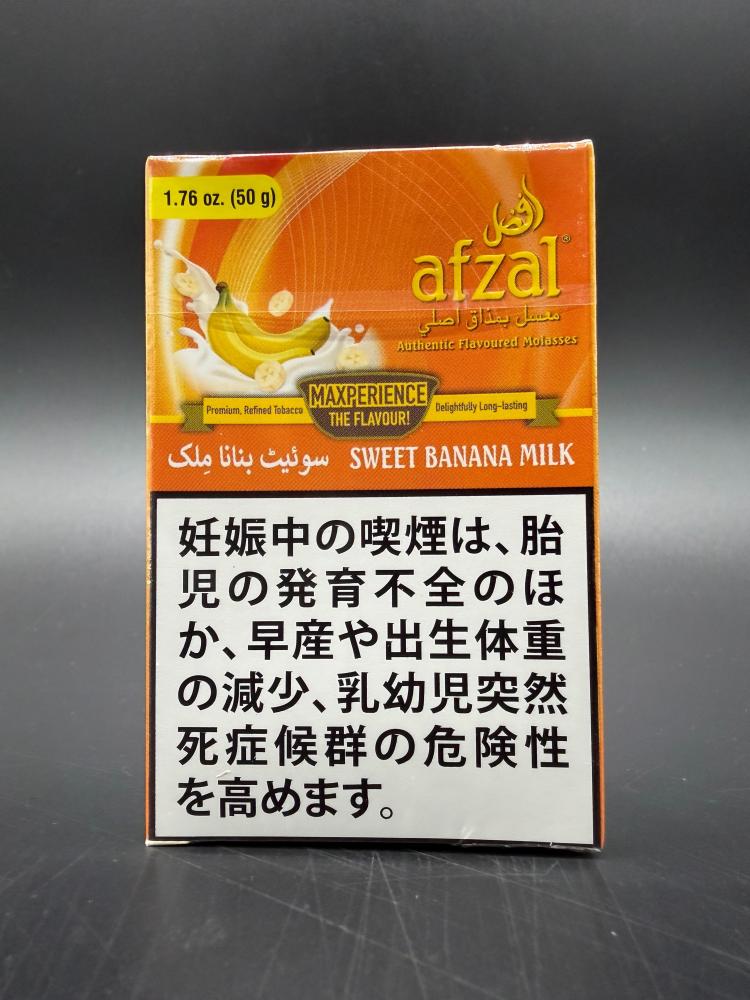 1.76 oz. (50 g)
افضل
afzal®
معسل بمذاق اصلي
Authentic Flavoured Molasses
Premium, Refined Tobacco
MAXPERIENCE
THE FLAVOUR!
Delightfully Long-lasting
سوئیٹ بنانا مِلک
SWEET BANANA MILK
妊娠中の喫煙は、胎
児の発育不全のほ
か、早産や出生体重
の減少、乳幼児突然
死症候群の危険性
を高めます。